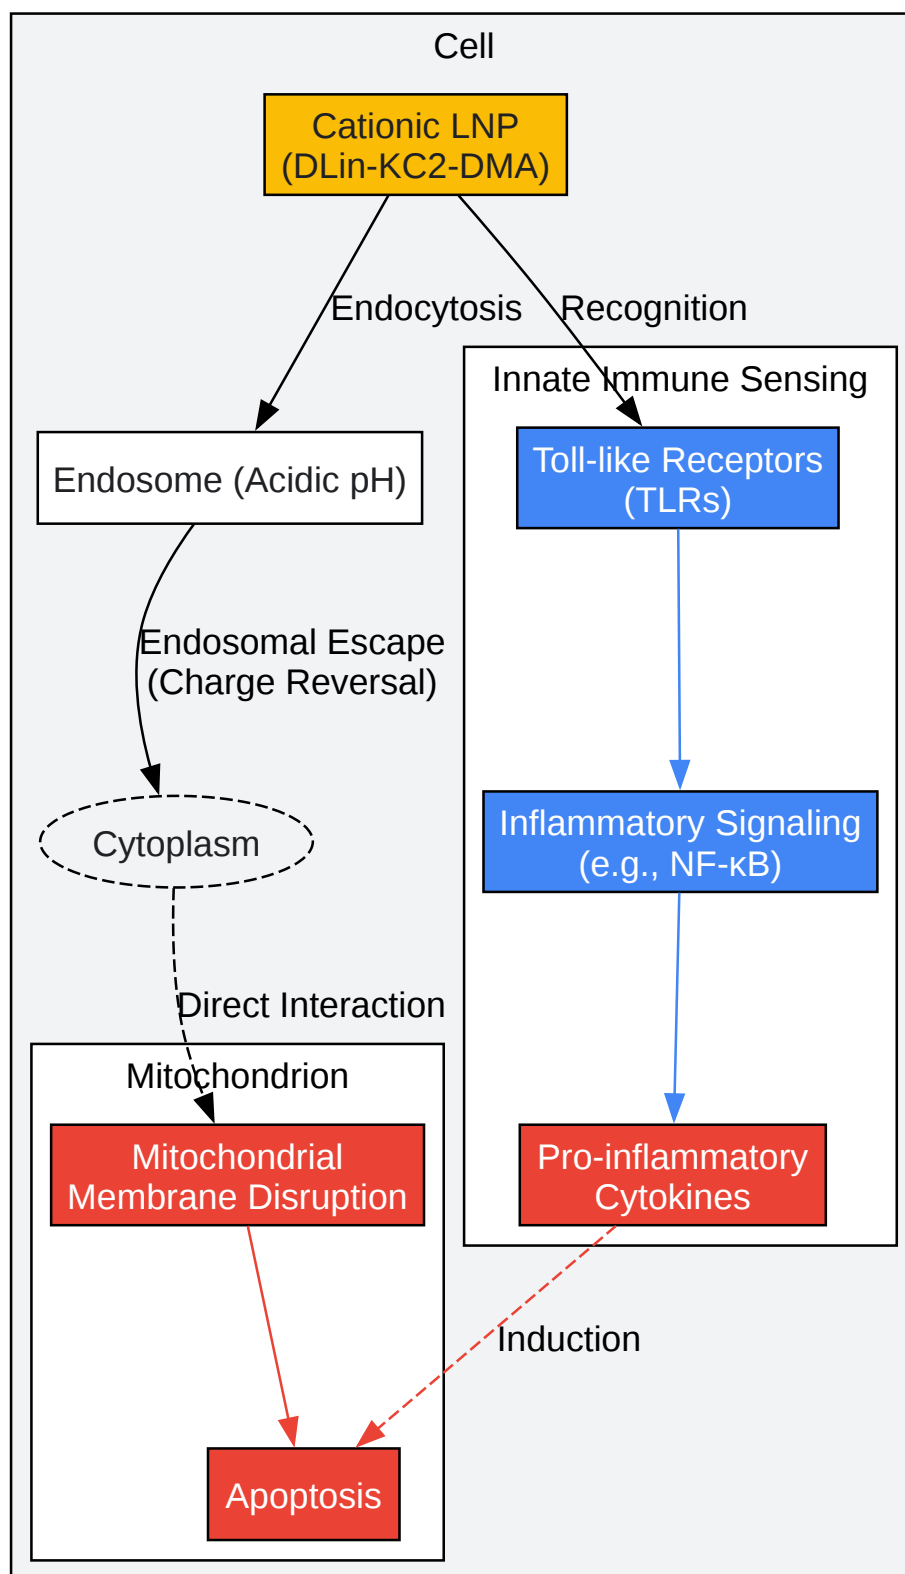 Cell
Cationic LNP
(DLin-KC2-DMA)
Endocytosis
Recognition
Innate Immune Sensing
Endosome (Acidic pH)
Toll-like Receptors
(TLRs)
Endosomal Escape
(Charge Reversal)
Cytoplasm
Inflammatory Signaling
(e.g., NF-κB)
Direct Interaction
Mitochondrion
Mitochondrial
Membrane Disruption
Pro-inflammatory
Cytokines
Induction
Apoptosis